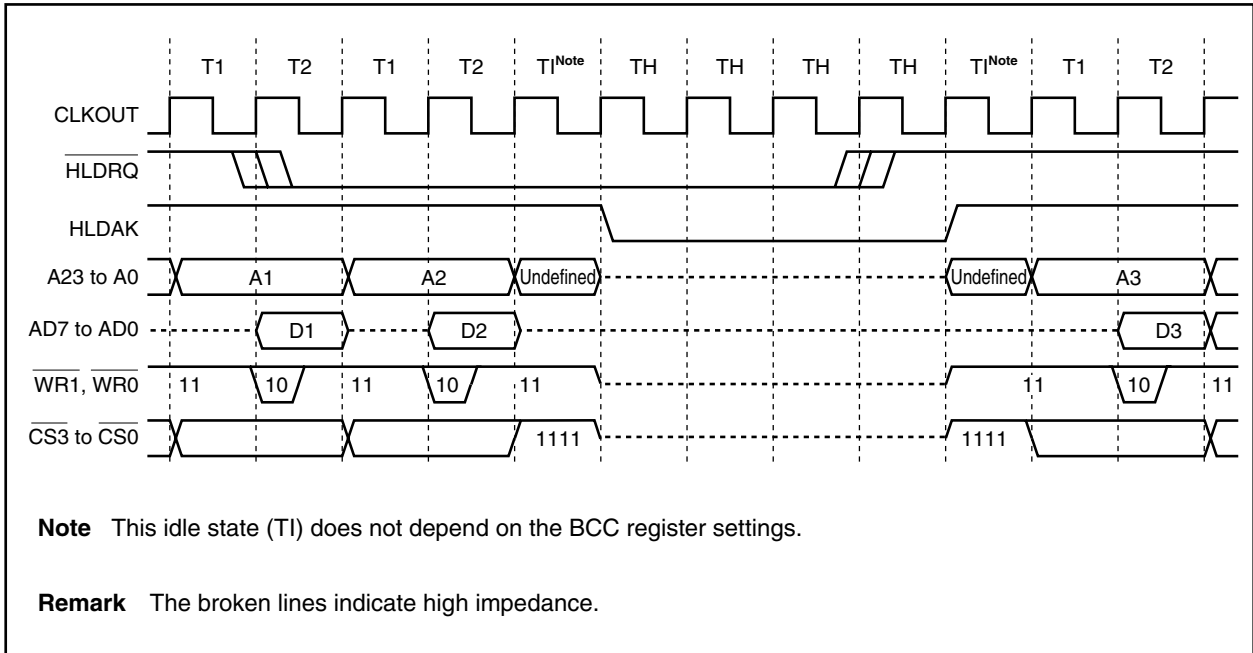 T1 T2 T1 T2 TINote TH TH TH TH TINote T1 T2
CLKOUT
HLDRQ
HLDAK
A23 to A0 A1 A2 Undefined Undefined A3
AD7 to AD0 D1 D2 D3
WR1, WR0 11 10 11 10 11 11 10 11
CS3 to CS0 1111 1111
Note This idle state (TI) does not depend on the BCC register settings.
Remark The broken lines indicate high impedance.